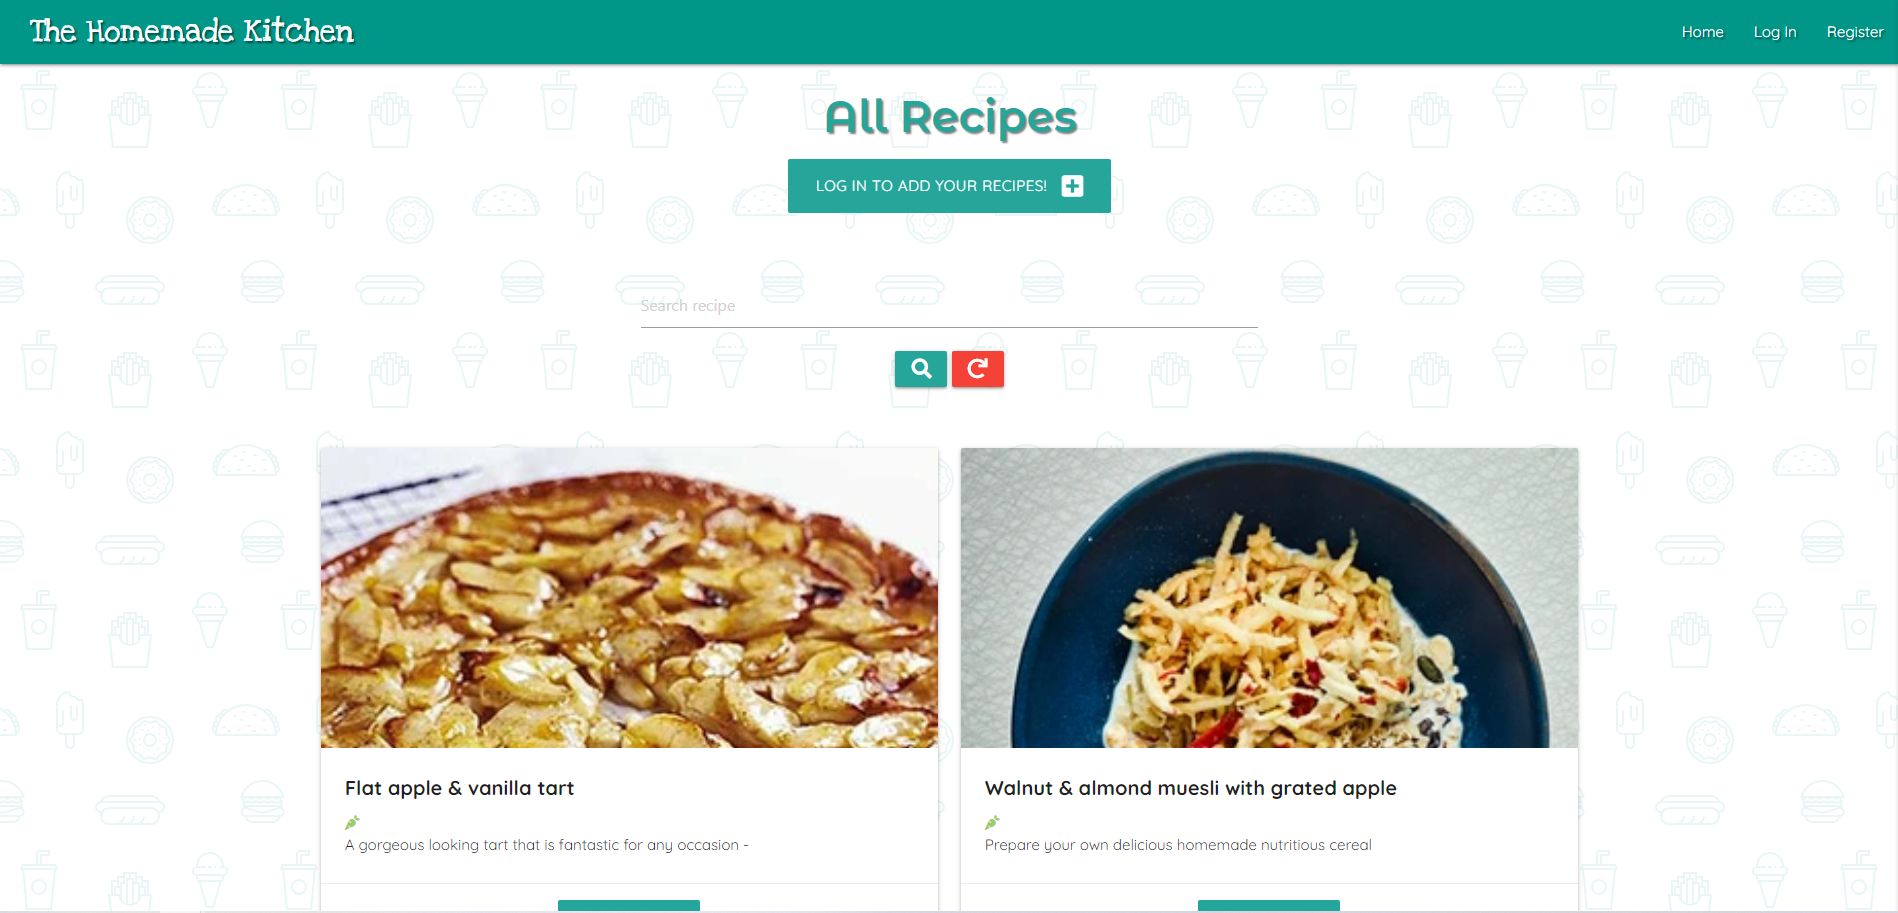 The Homemade Kitchen
Home Log In Register
All Recipes
LOG IN TO ADD YOUR RECIPES!
Search recipe
Flat apple & vanilla tart
A gorgeous looking tart that is fantastic for any occasion -
Walnut & almond muesli with grated apple
Prepare your own delicious homemade nutritious cereal